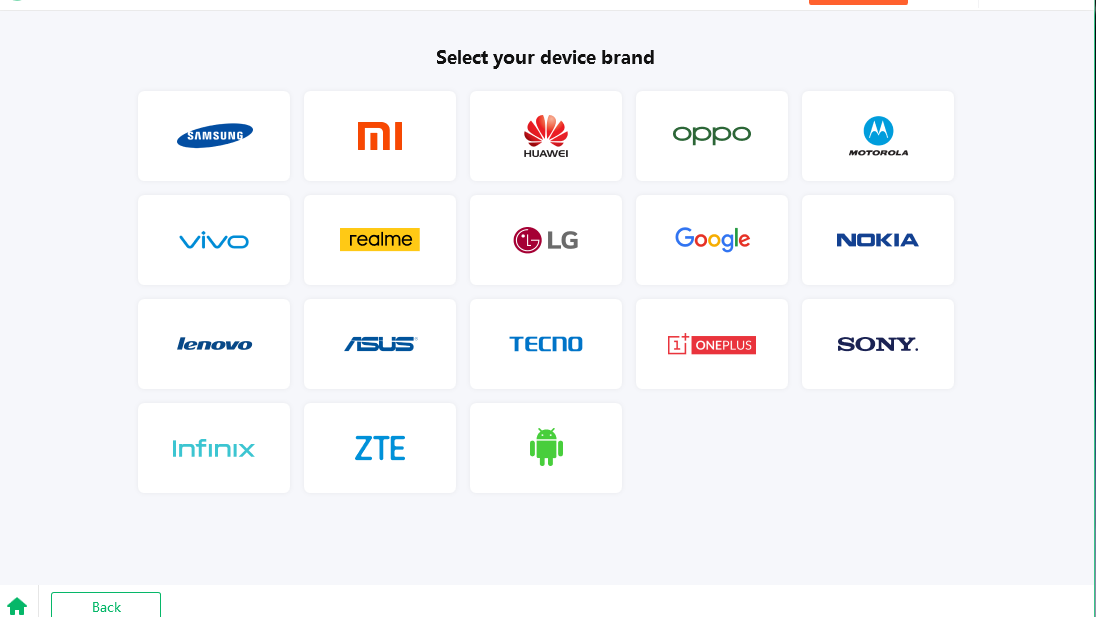 Select your device brand
SAMSUNG
mi
HUAWEI
oppo
MOTOROLA
vivo
realme
LG
Google
NOKIA
lenovo
ASUS
TECNO
1+ ONEPLUS
SONY.
Infinix
ZTE
Back